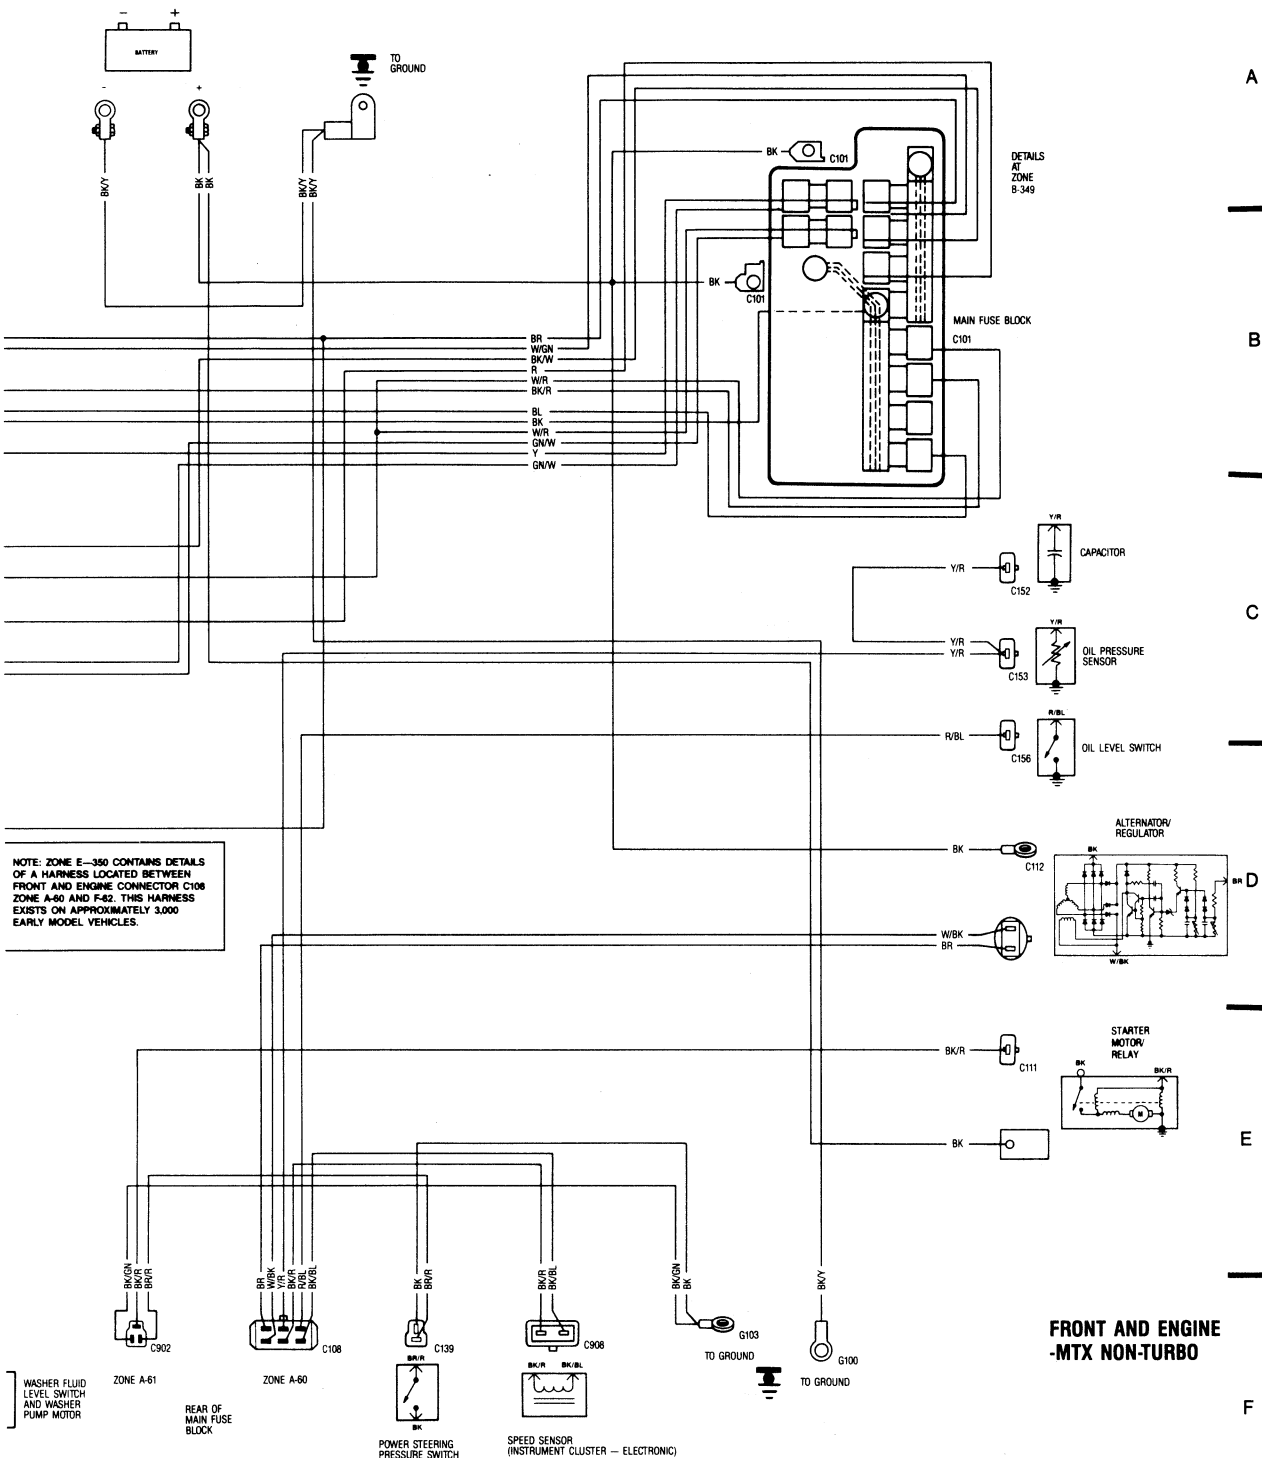 − +
BATTERY
- +
TO
GROUND
A
BK/Y
BK
BK
BK/Y
BK/Y
BK
C101
DETAILS
AT
ZONE
B-349
BK
C101
MAIN FUSE BLOCK
C101
B
BR
W/GN
BK/W
R
W/R
BK/R
BL
BK
W/R
GN/W
Y
GN/W
Y/R
CAPACITOR
Y/R
C152
C
Y/R
Y/R
Y/R
OIL PRESSURE
SENSOR
C153
R/BL
R/BL
OIL LEVEL SWITCH
C156
ALTERNATOR/
REGULATOR
BK
BK
C112
BR
D
W/BK
NOTE: ZONE E—350 CONTAINS DETAILS
OF A HARNESS LOCATED BETWEEN
FRONT AND ENGINE CONNECTOR C108
ZONE A-60 AND F-62. THIS HARNESS
EXISTS ON APPROXIMATELY 3,000
EARLY MODEL VEHICLES.
W/BK
BR
STARTER
MOTOR/
RELAY
BK/R
C111
BK
BK/R
M
BK
E
BK/GN
BK/R
BR/R
BR
W/BK
Y/R
BK/R
R/BL
BK/BL
BK
BR/R
BK/R
BK/BL
BK/GN
BK
BK/Y
C902
C108
C139
C908
G103
G100
TO GROUND
TO GROUND
FRONT AND ENGINE
-MTX NON-TURBO
WASHER FLUID
LEVEL SWITCH
AND WASHER
PUMP MOTOR
ZONE A-61
REAR OF
MAIN FUSE
BLOCK
ZONE A-60
BR/R
BK
POWER STEERING
PRESSURE SWITCH
BK/R BK/BL
SPEED SENSOR
(INSTRUMENT CLUSTER — ELECTRONIC)
F